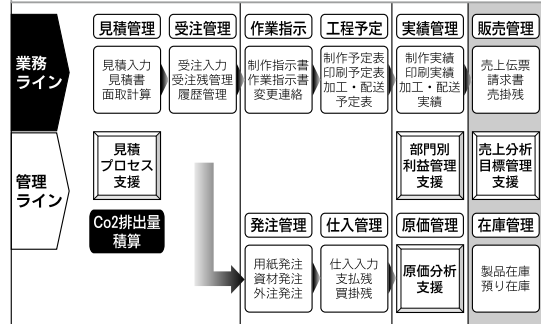 見積管理
受注管理
作業指示
工程予定
実績管理
販売管理
業務
ライン
見積入力
見積書
面取計算
受注入力
受注残管理
履歴管理
制作指示書
作業指示書
変更連絡
制作予定表
印刷予定表
加工・配送
予定表
制作実績
印刷実績
加工・配送
実績
売上伝票
請求書
売掛残
管理
ライン
見積
プロセス
支援
部門別
利益管理
支援
売上分析
目標管理
支援
Co2排出量
積算
発注管理
仕入管理
原価管理
在庫管理
用紙発注
資材発注
外注発注
仕入入力
支払残
買掛残
原価分析
支援
製品在庫
預り在庫